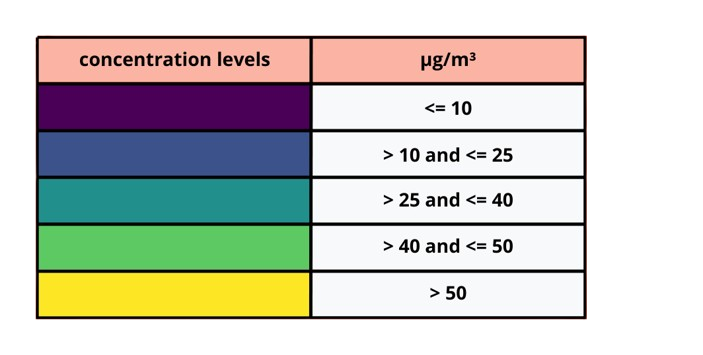 concentration levels µg/m³
<= 10
> 10 and <= 25
> 25 and <= 40
> 40 and <= 50
> 50